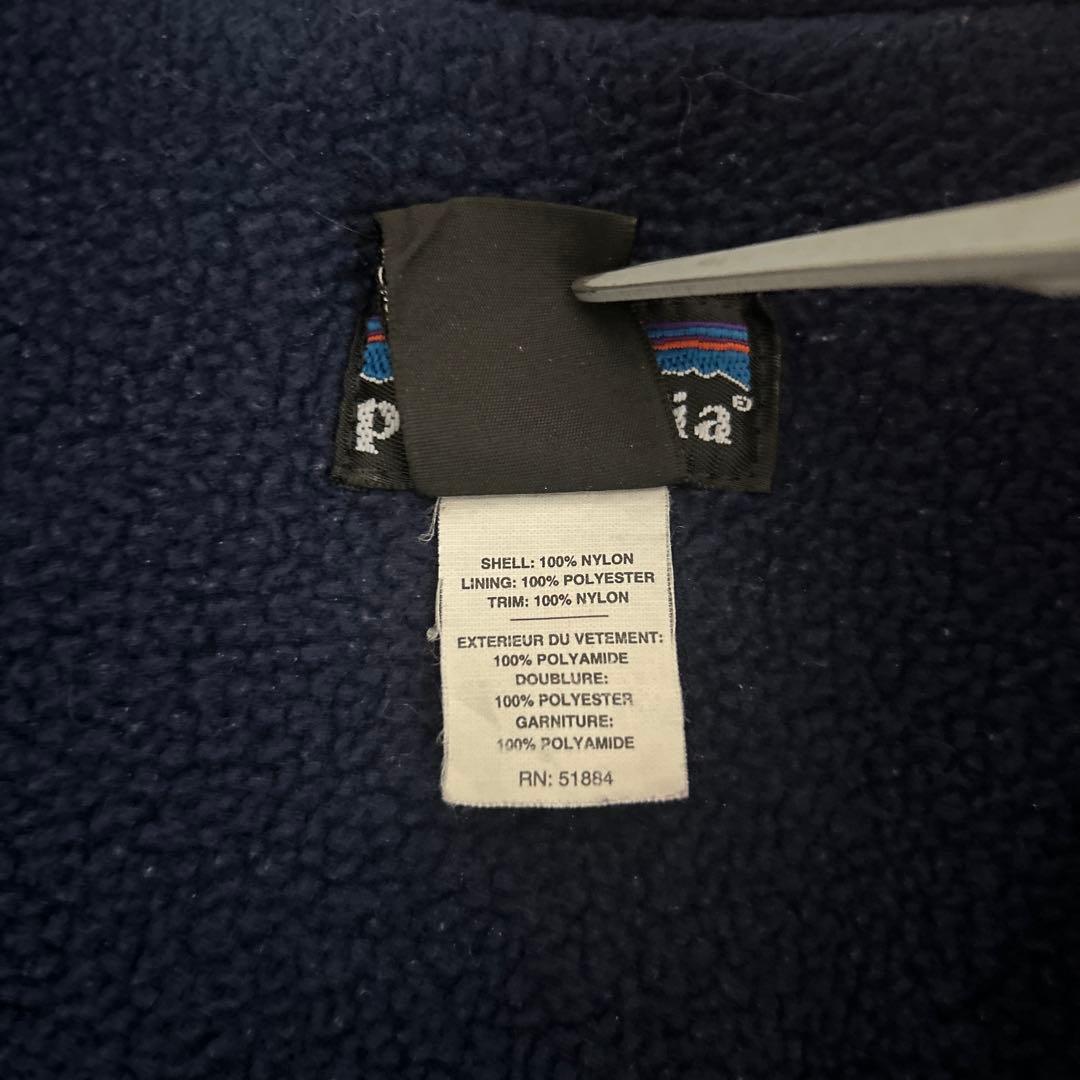 p ia®
SHELL: 100% NYLON
LINING: 100% POLYESTER
TRIM: 100% NYLON
EXTERIEUR DU VETEMENT:
100% POLYAMIDE
DOUBLURE:
100% POLYESTER
GARNITURE:
100% POLYAMIDE
RN: 51884